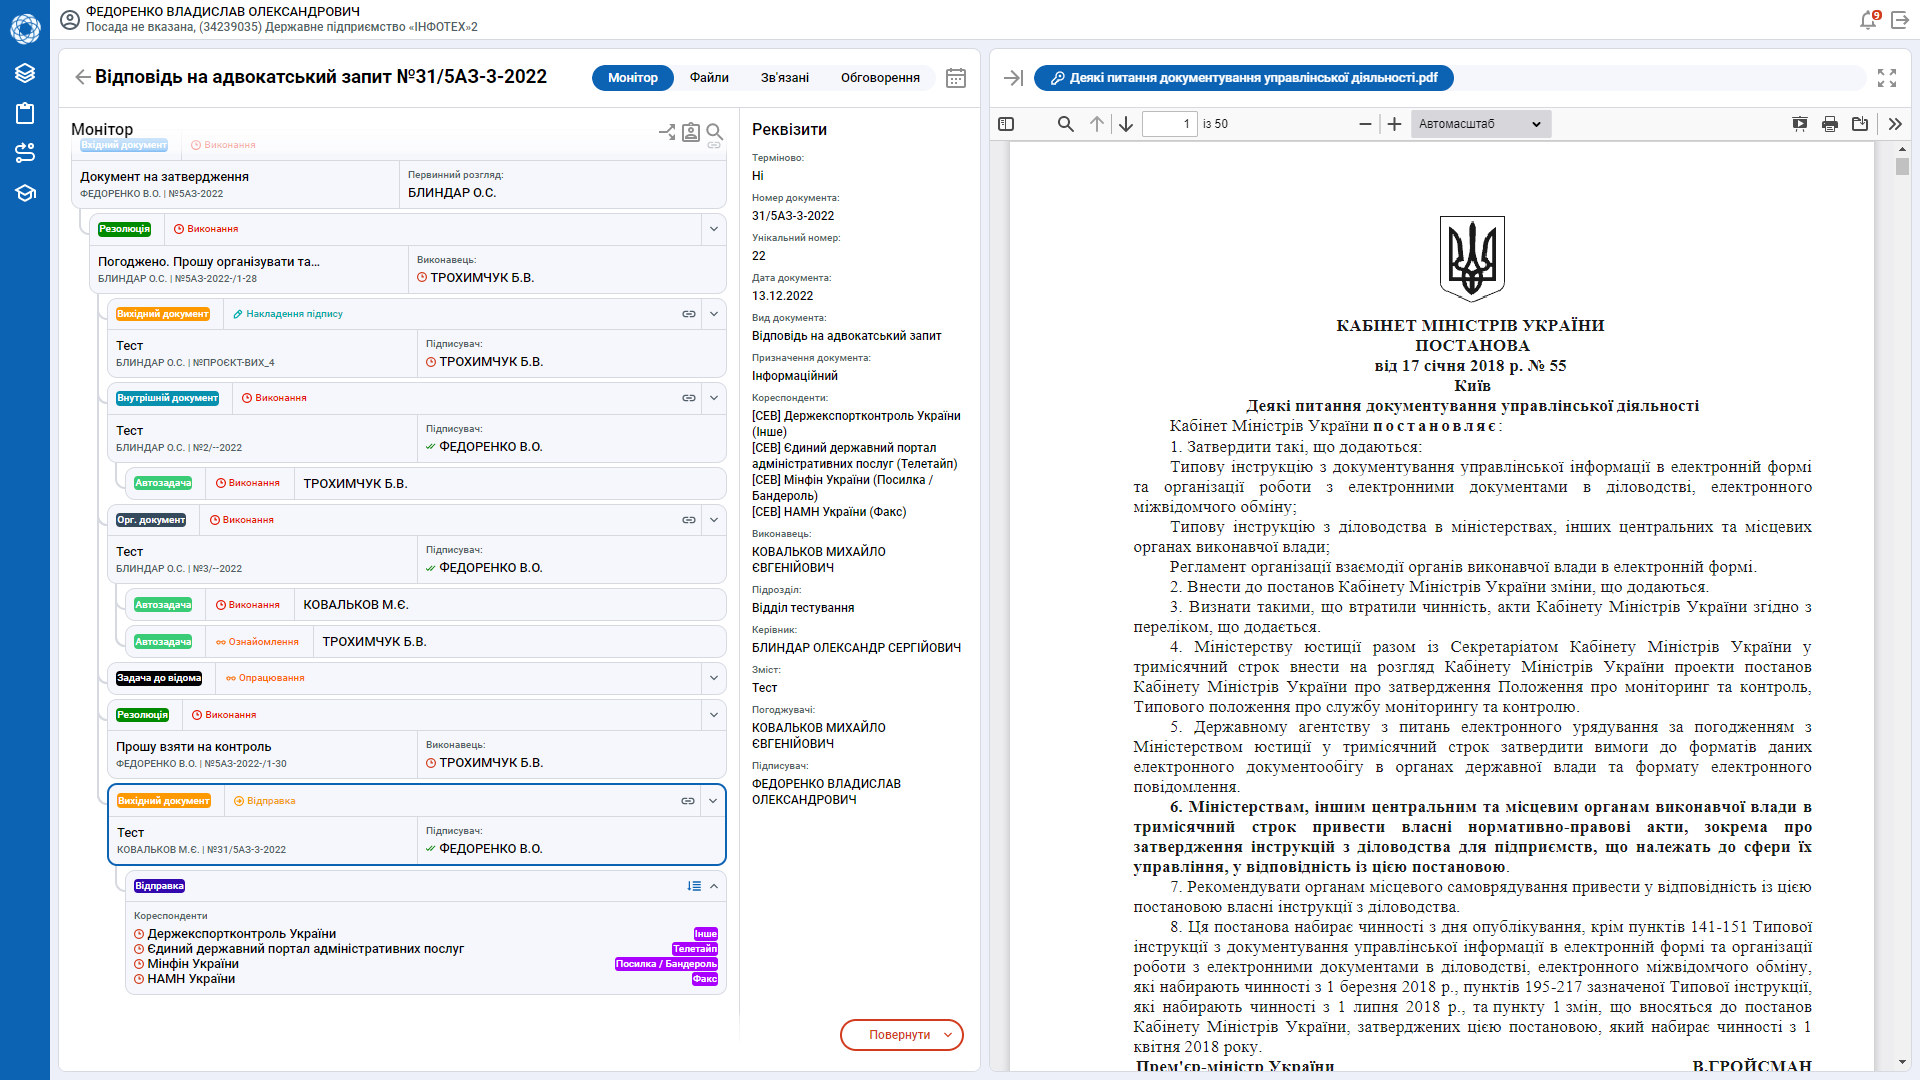 ФЕДОРЕНКО ВЛАДИСЛАВ ОЛЕКСАНДРОВИЧ
Посада не вказана, (34239035) Державне підприємство «ІНФОТЕХ»2
9
Відповідь на адвокатський запит №31/5АЗ-3-2022
Монітор
Файли
Зв'язані
Обговорення
Монітор
Вхідний документ
Виконання
Документ на затвердження
ФЕДОРЕНКО В.О. | №5АЗ-2022
Первинний розгляд:
БЛИНДАР О.С.
Резолюція
Виконання
Погоджено. Прошу організувати та...
БЛИНДАР О.С. | №5АЗ-2022-/1-28
Виконавець:
ТРОХИМЧУК Б.В.
Вихідний документ
Накладення підпису
Тест
БЛИНДАР О.С. | №ПРОЄКТ-ВИХ_4
Підписувач:
ТРОХИМЧУК Б.В.
Внутрішній документ
Виконання
Тест
БЛИНДАР О.С. | №2/--2022
Підписувач:
ФЕДОРЕНКО В.О.
Автозадача
Виконання
ТРОХИМЧУК Б.В.
Орг. документ
Виконання
Тест
БЛИНДАР О.С. | №3/--2022
Підписувач:
ФЕДОРЕНКО В.О.
Автозадача
Виконання
КОВАЛЬКОВ М.Є.
Автозадача
Ознайомлення
ТРОХИМЧУК Б.В.
Задача до відома
Опрацювання
Резолюція
Виконання
Прошу взяти на контроль
ФЕДОРЕНКО В.О. | №5АЗ-2022-/1-30
Виконавець:
ТРОХИМЧУК Б.В.
Вихідний документ
Відправка
Тест
КОВАЛЬКОВ М.Є. | №31/5АЗ-3-2022
Підписувач:
ФЕДОРЕНКО В.О.
Відправка
Кореспонденти
Держекспортконтроль України
Інше
Єдиний державний портал адміністративних послуг
Телетайп
Мінфін України
Посилка / Бандероль
НАМН України
Факс
Реквізити
Терміново:
Ні
Номер документа:
31/5АЗ-3-2022
Унікальний номер:
22
Дата документа:
13.12.2022
Вид документа:
Відповідь на адвокатський запит
Призначення документа:
Інформаційний
Кореспонденти:
[СЕВ] Держекспортконтроль України
(Інше)
[СЕВ] Єдиний державний портал
адміністративних послуг (Телетайп)
[СЕВ] Мінфін України (Посилка /
Бандероль)
[СЕВ] НАМН України (Факс)
Виконавець:
КОВАЛЬКОВ МИХАЙЛО
ЄВГЕНІЙОВИЧ
Підрозділ:
Відділ тестування
Керівник:
БЛИНДАР ОЛЕКСАНДР СЕРГІЙОВИЧ
Зміст:
Тест
Погоджувачі:
КОВАЛЬКОВ МИХАЙЛО
ЄВГЕНІЙОВИЧ
Підписувач:
ФЕДОРЕНКО ВЛАДИСЛАВ
ОЛЕКСАНДРОВИЧ
Повернути
Деякі питання документування управлінської діяльності.pdf
1
із 50
Автомасштаб
КАБІНЕТ МІНІСТРІВ УКРАЇНИ
ПОСТАНОВА
від 17 січня 2018 р. № 55
Київ
Деякі питання документування управлінської діяльності
Кабінет Міністрів України постановляє:
1. Затвердити такі, що додаються:
Типову інструкцію з документування управлінської інформації в електронній формі
та організації роботи з електронними документами в діловодстві, електронного
міжвідомчого обміну;
Типову інструкцію з діловодства в міністерствах, інших центральних та місцевих
органах виконавчої влади;
Регламент організації взаємодії органів виконавчої влади в електронній формі.
2. Внести до постанов Кабінету Міністрів України зміни, що додаються.
3. Визнати такими, що втратили чинність, акти Кабінету Міністрів України згідно з
переліком, що додається.
4. Міністерству юстиції разом із Секретаріатом Кабінету Міністрів України у
тримісячний строк внести на розгляд Кабінету Міністрів України проекти постанов
Кабінету Міністрів України про затвердження Положення про моніторинг та контроль,
Типового положення про службу моніторингу та контролю.
5. Державному агентству з питань електронного урядування за погодженням з
Міністерством юстиції у тримісячний строк затвердити вимоги до форматів даних
електронного документообігу в органах державної влади та формату електронного
повідомлення.
6. Міністерствам, іншим центральним та місцевим органам виконавчої влади в
тримісячний строк привести власні нормативно-правові акти, зокрема про
затвердження інструкцій з діловодства для підприємств, що належать до сфери їх
управління, у відповідність із цією постановою.
7. Рекомендувати органам місцевого самоврядування привести у відповідність із цією
постановою власні інструкції з діловодства.
8. Ця постанова набирає чинності з дня опублікування, крім пунктів 141-151 Типової
інструкції з документування управлінської інформації в електронній формі та організації
роботи з електронними документами в діловодстві, електронного міжвідомчого обміну,
які набирають чинності з 1 березня 2018 р., пунктів 195-217 зазначеної Типової інструкції,
які набирають чинності з 1 липня 2018 р., та пункту 1 змін, що вносяться до постанов
Кабінету Міністрів України, затверджених цією постановою, який набирає чинності з 1
квітня 2018 року.
Прем'єр-міністр України
В.ГРОЙСМАН